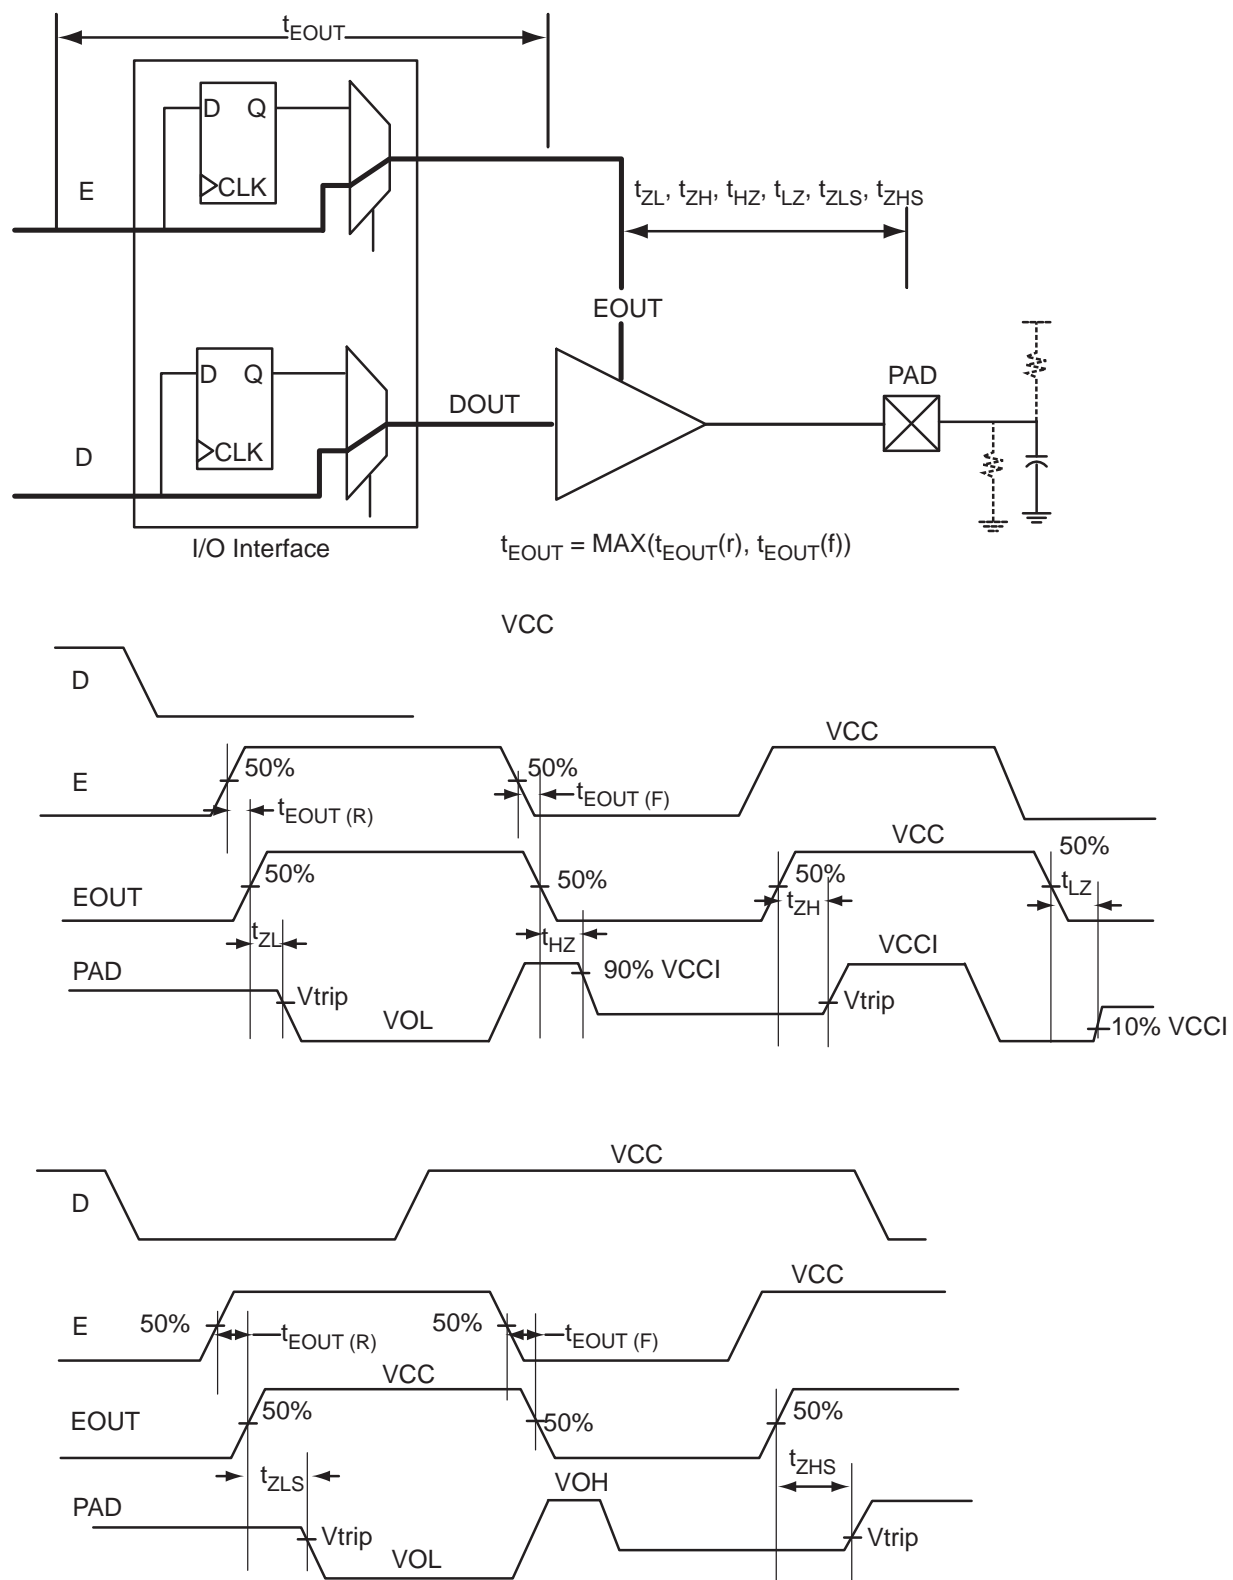 tEOUT
D Q
CLK
E
tZL, tZH, tHZ, tLZ, tZLS, tZHS
EOUT
D Q
CLK
D
DOUT
PAD
I/O Interface
tEOUT = MAX(tEOUT(r), tEOUT(f))
VCC
D
VCC
E
50%
50%
tEOUT (R)
tEOUT (F)
VCC
50%
EOUT
50%
50%
50%
tZL
tHZ
tZH
tLZ
PAD
90% VCCI
VCCI
Vtrip
Vtrip
VOL
10% VCCI
VCC
D
VCC
E
50%
tEOUT (R)
50%
tEOUT (F)
VCC
EOUT
50%
50%
50%
tZLS
tZHS
VOH
PAD
Vtrip
Vtrip
VOL